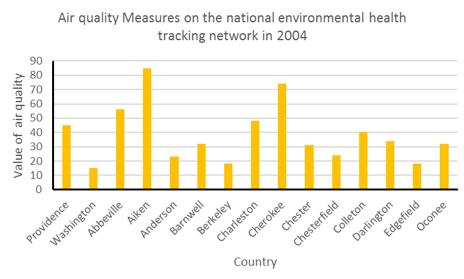 Air quality Measures on the national environmental health
tracking network in 2004
Value of air quality
90
80
70
60
50
40
30
20
10
0
Providence
Washington
Abbeville
Aiken
Anderson
Barnwell
Berkeley
Charleston
Cherokee
Chester
Chesterfield
Colleton
Darlington
Edgefield
Oconee
Country